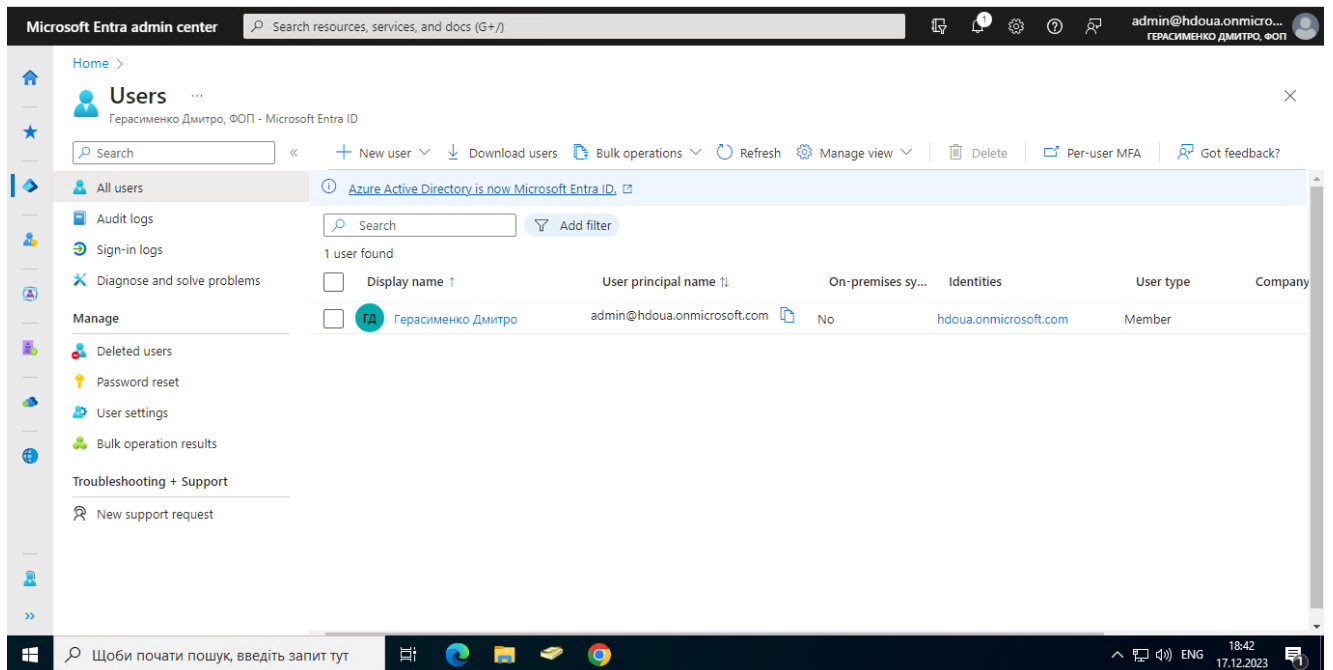 Microsoft Entra admin center
Search resources, services, and docs (G+/)
1
admin@hdoua.onmicro...
ГЕРАСИМЕНКО ДМИТРО, ФОП
Home >
Users ...
Герасименко Дмитро, ФОП - Microsoft Entra ID
Search «
New user Download users Bulk operations Refresh Manage view Delete Per-user MFA Got feedback?
All users
Audit logs
Sign-in logs
Diagnose and solve problems
Manage
Deleted users
Password reset
User settings
Bulk operation results
Troubleshooting + Support
New support request
Azure Active Directory is now Microsoft Entra ID.
Search Add filter
1 user found
Display name ↑ User principal name ↑↓ On-premises sy... Identities User type Company
ГД Герасименко Дмитро admin@hdoua.onmicrosoft.com No hdoua.onmicrosoft.com Member
»
Щоби почати пошук, введіть запит тут
ENG
18:42
17.12.2023
1